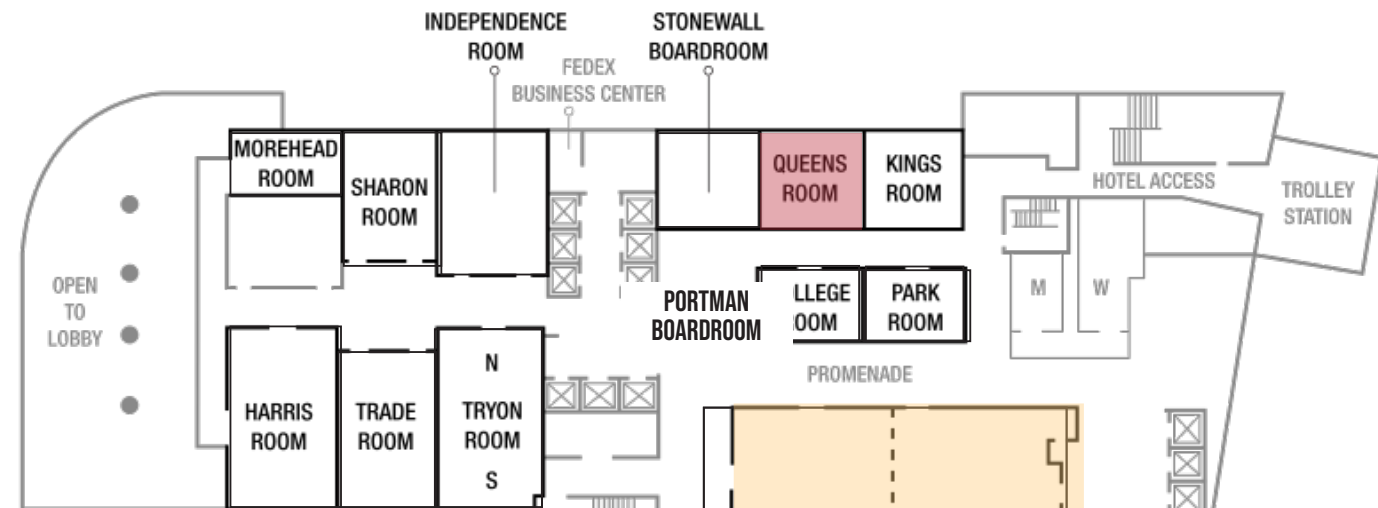 INDEPENDENCE
ROOM
STONEWALL
BOARDROOM
FEDEX
BUSINESS CENTER
MOREHEAD
ROOM
SHARON
ROOM
QUEENS
ROOM
KINGS
ROOM
HOTEL ACCESS
TROLLEY
STATION
OPEN
TO
LOBBY
PORTMAN
BOARDROOM
LLEGE
OOM
PARK
ROOM
M
W
PROMENADE
HARRIS
ROOM
TRADE
ROOM
N
TRYON
ROOM
S